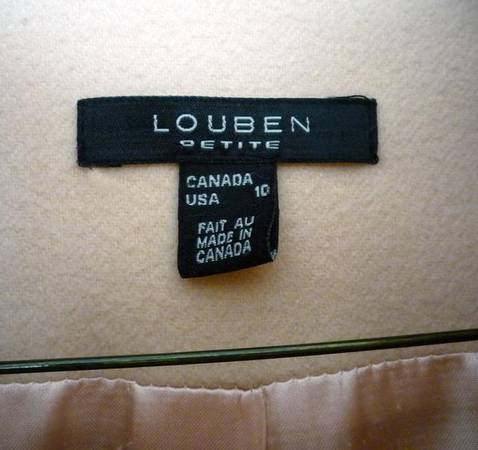 LOUBEN
PETITE
CANADA 10
USA
FAIT AU
MADE IN
CANADA